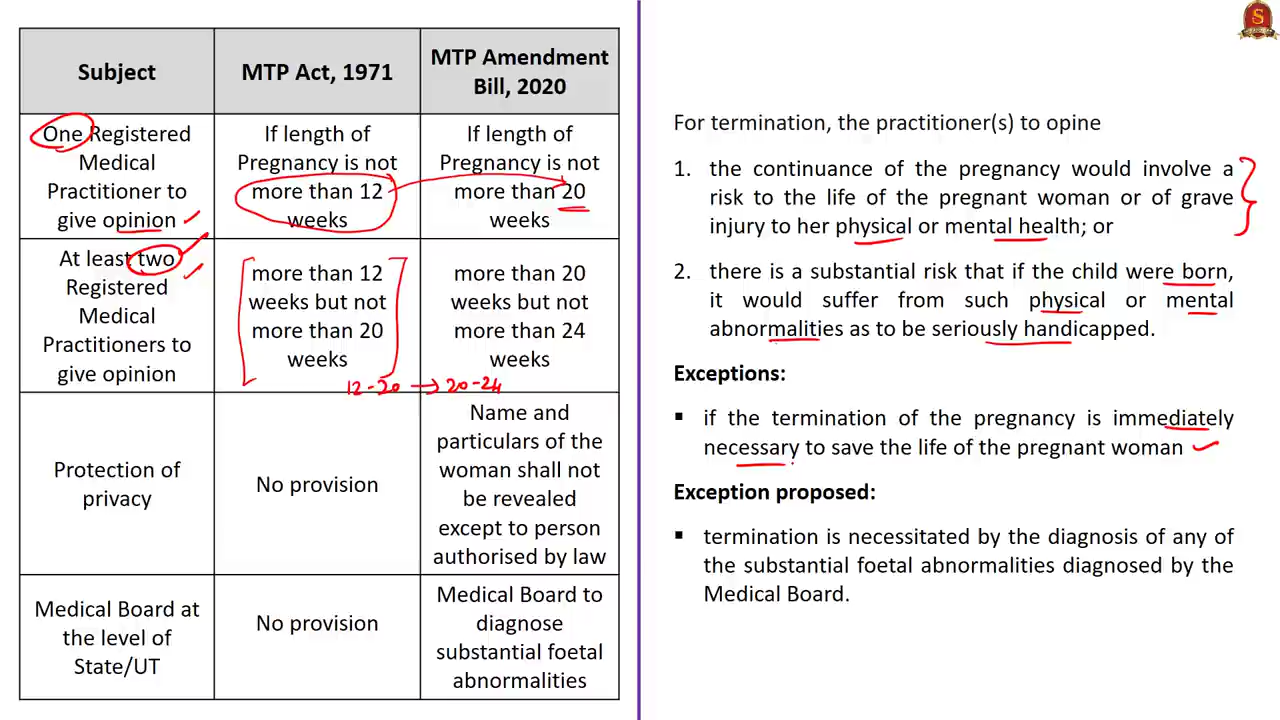 Subject
MTP Act, 1971
MTP Amendment
Bill, 2020
One Registered
Medical
Practitioner to
give opinion
If length of
Pregnancy is not
more than 12
weeks
If length of
Pregnancy is not
more than 20
weeks
At least two
Registered
Medical
Practitioners to
give opinion
more than 12
weeks but not
more than 20
weeks
more than 20
weeks but not
more than 24
weeks
12-20 → 20-24
Protection of
privacy
No provision
Name and
particulars of the
woman shall not
be revealed
except to person
authorised by law
Medical Board at
the level of
State/UT
No provision
Medical Board to
diagnose
substantial foetal
abnormalities
For termination, the practitioner(s) to opine
1. the continuance of the pregnancy would involve a
risk to the life of the pregnant woman or of grave
injury to her physical or mental health; or
2. there is a substantial risk that if the child were born,
it would suffer from such physical or mental
abnormalities as to be seriously handicapped.
Exceptions:
▪ if the termination of the pregnancy is immediately
necessary to save the life of the pregnant woman
Exception proposed:
▪ termination is necessitated by the diagnosis of any of
the substantial foetal abnormalities diagnosed by the
Medical Board.
S